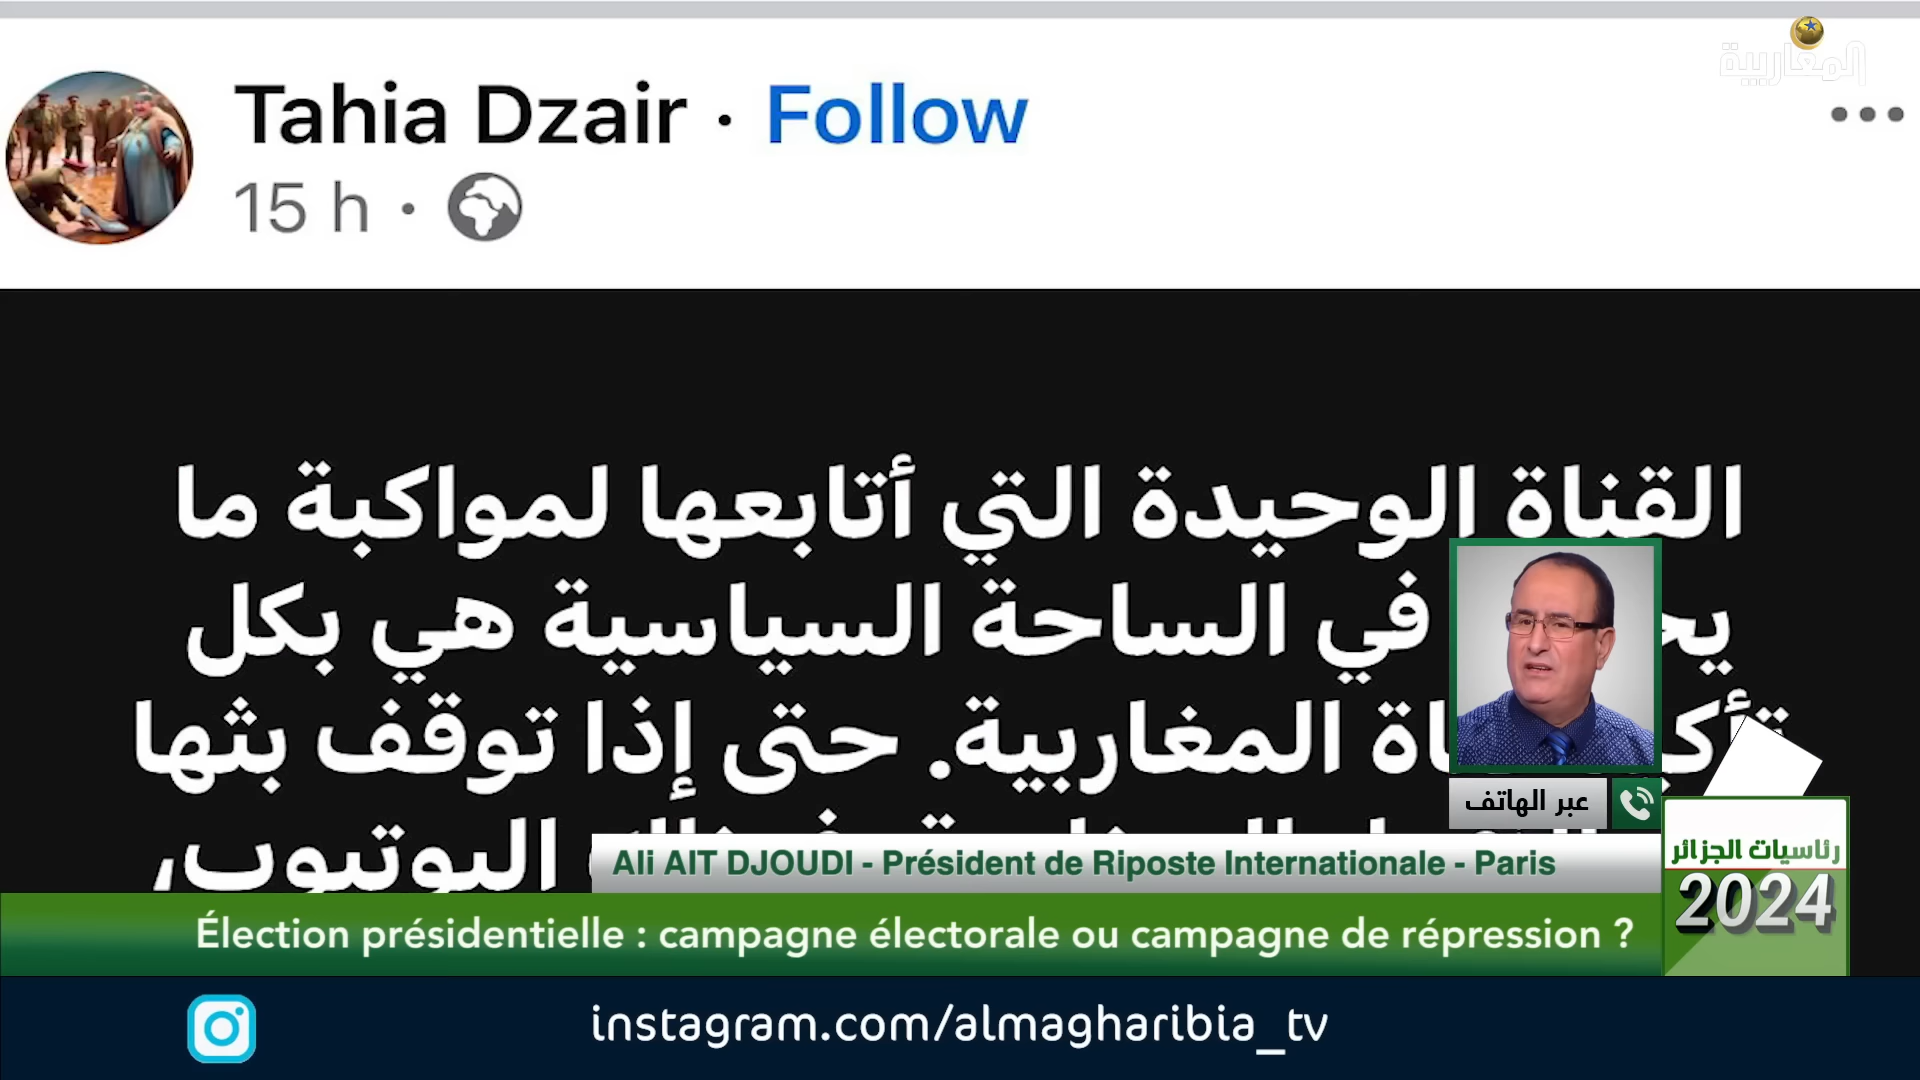 المغاربية
Tahia Dzair · Follow
15 h ·
القناة الوحيدة التي أتابعها لمواكبة ما
في الساحة السياسية هي بكل
المغاربية. حتى إذا توقف بثها
اليوتيوب،
عبر الهاتف
Ali AIT DJOUDI - Président de Riposte Internationale - Paris
رئاسيات الجزائر
2024
Élection présidentielle : campagne électorale ou campagne de répression ?
instagram.com/almagharibia_tv